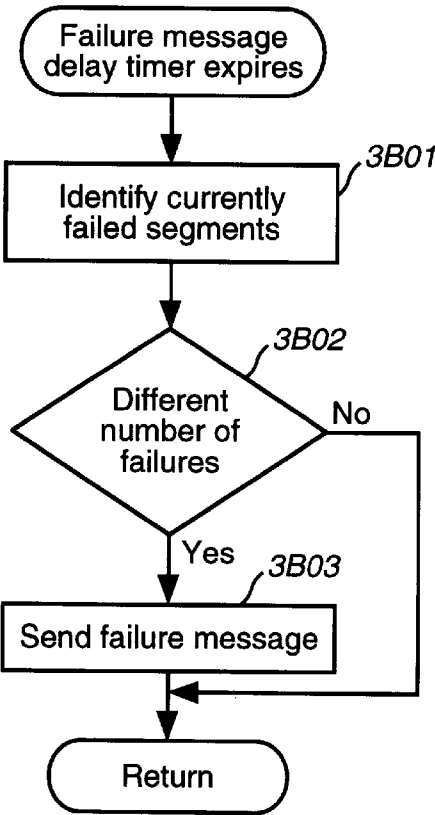 Failure message
delay timer expires
3B01
Identify currently
failed segments
3B02
Different
number of
failures
No
Yes
3B03
Send failure message
Return